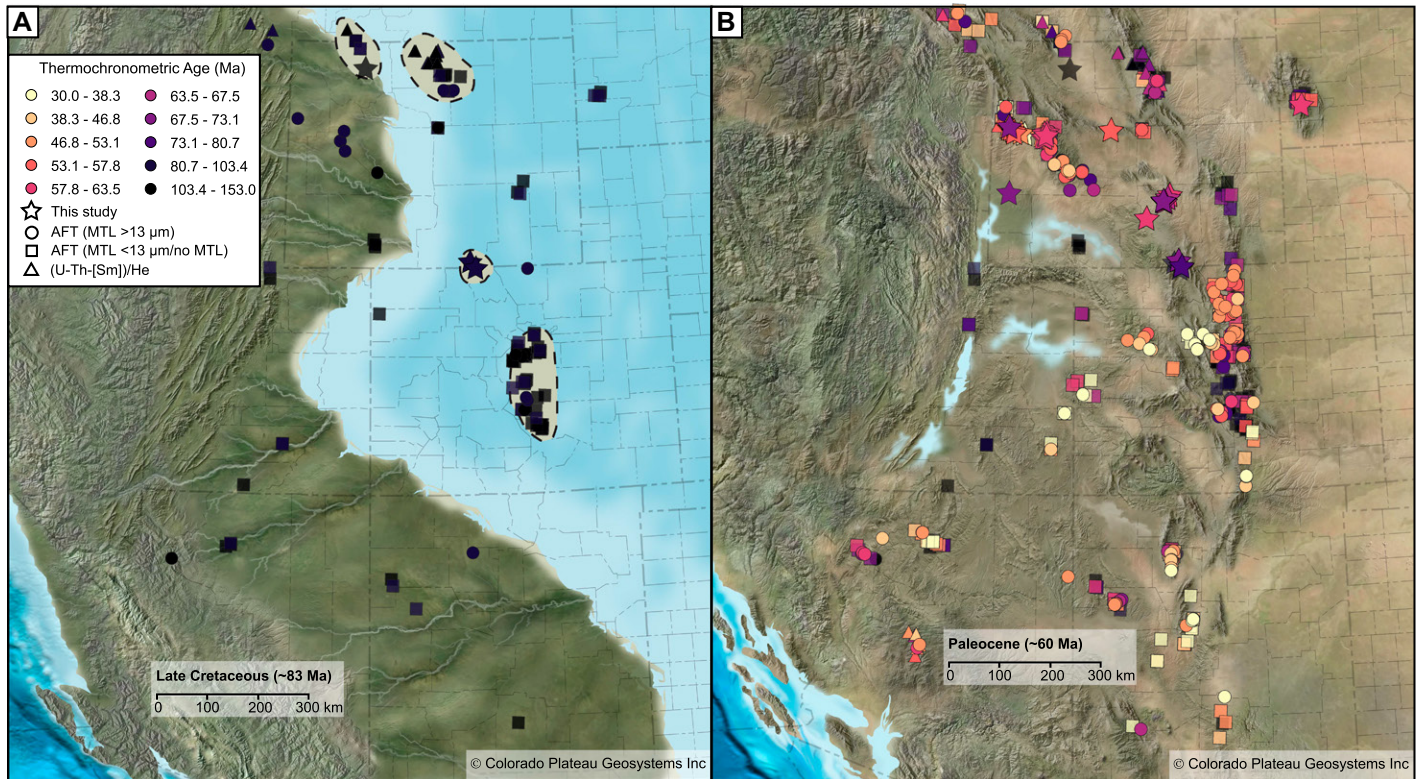 A
Thermochronometric Age (Ma)
30.0 - 38.3
38.3 - 46.8
46.8 - 53.1
53.1 - 57.8
57.8 - 63.5
63.5 - 67.5
67.5 - 73.1
73.1 - 80.7
80.7 - 103.4
103.4 - 153.0
This study
AFT (MTL >13 µm)
AFT (MTL <13 µm/no MTL)
(U-Th-[Sm])/He
Late Cretaceous (~83 Ma)
0 100 200 300 km
© Colorado Plateau Geosystems Inc
B
Paleocene (~60 Ma)
0 100 200 300 km
© Colorado Plateau Geosystems Inc